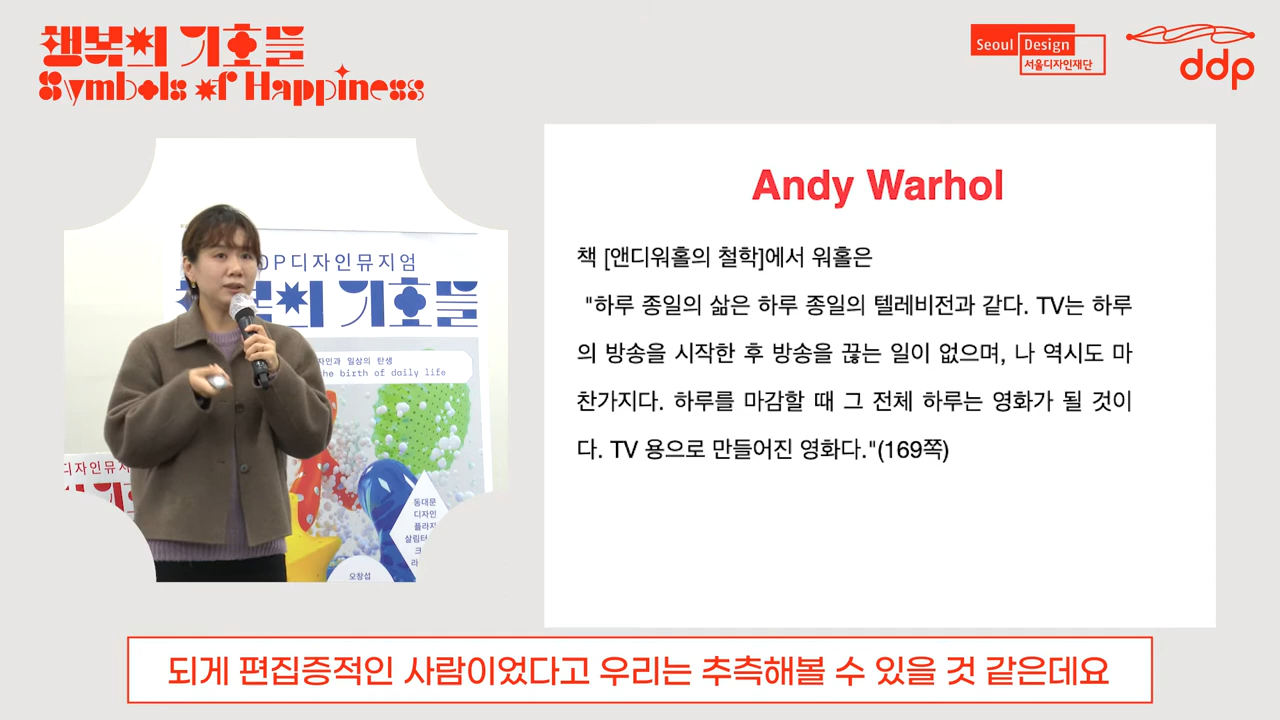 행복의 기호들
Symbols of Happiness
Seoul Design
서울디자인재단
ddp
Andy Warhol
책 [앤디워홀의 철학]에서 워홀은
"하루 종일의 삶은 하루 종일의 텔레비전과 같다. TV는 하루
의 방송을 시작한 후 방송을 끊는 일이 없으며, 나 역시도 마
찬가지다. 하루를 마감할 때 그 전체 하루는 영화가 될 것이
다. TV 용으로 만들어진 영화다."(169쪽)
DP디자인뮤지엄
행복의 기호들
자인과 일상의 탄생
the birth of daily life
디자인뮤지
동대문
디자인
플라자
살림터
크
라
오창섭
되게 편집증적인 사람이었다고 우리는 추측해볼 수 있을 것 같은데요